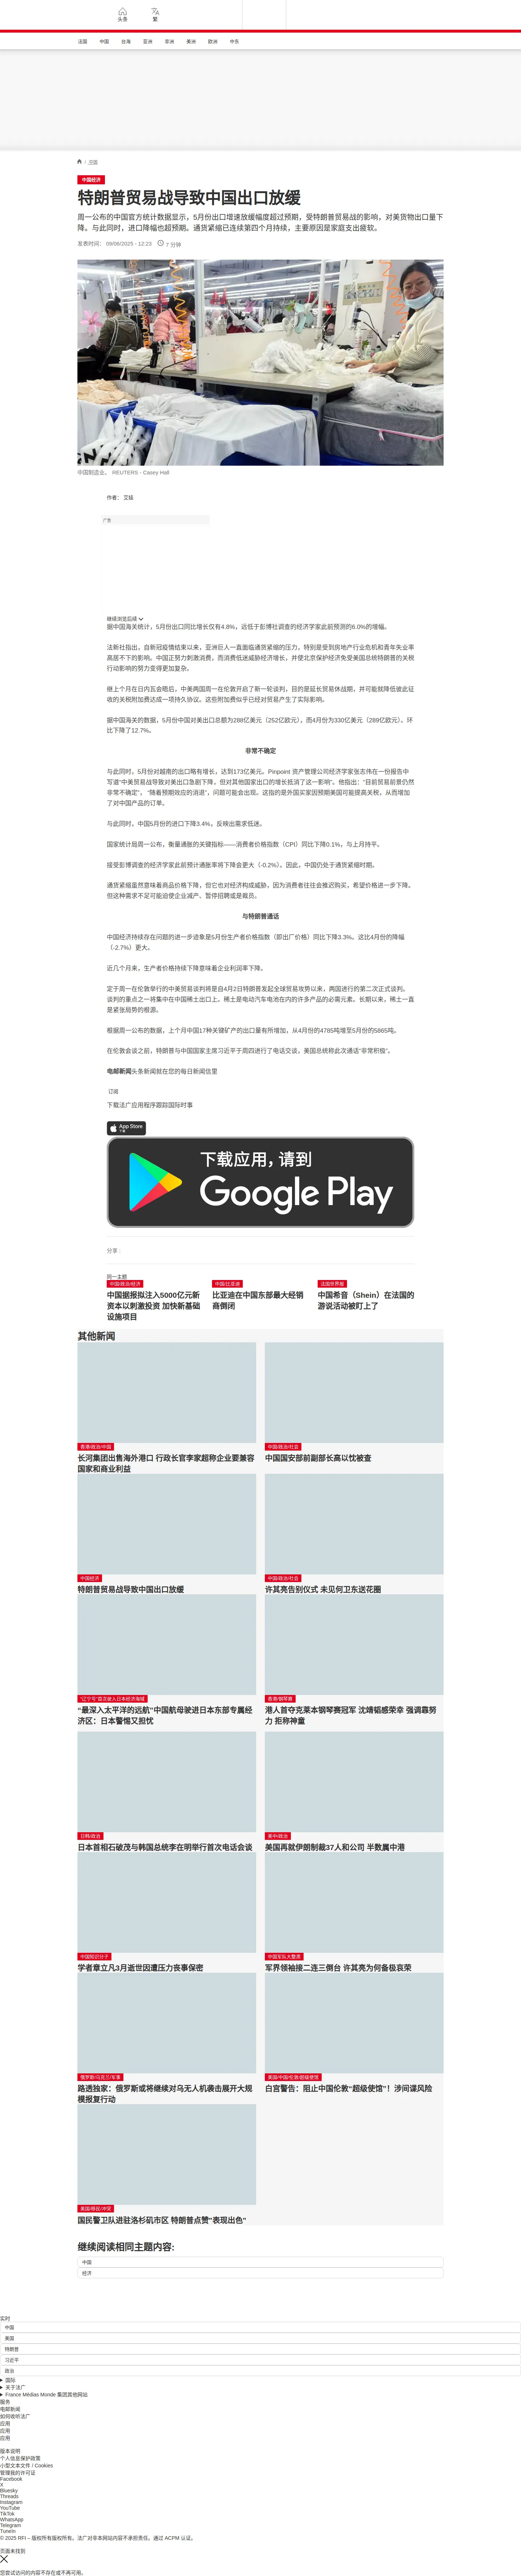 头条
繁
法国
中国
台海
亚洲
非洲
美洲
欧洲
中东
/ 中国
中国经济
特朗普贸易战导致中国出口放缓
周一公布的中国官方统计数据显示，5月份出口增速放缓幅度超过预期，受特朗普贸易战的影响，对美货物出口量下
降。与此同时，进口降幅也超预期。通货紧缩已连续第四个月持续，主要原因是家庭支出疲软。
发表时间： 09/06/2025 - 12:23
7 分钟
中国制造业。 REUTERS - Casey Hall
作者： 艾延
广告
继续浏览后续
据中国海关统计，5月份出口同比增长仅有4.8%，远低于彭博社调查的经济学家此前预测的6.0%的增幅。
法新社指出，自新冠疫情结束以来，亚洲巨人一直面临通货紧缩的压力，特别是受到房地产行业危机和青年失业率
高居不下的影响。中国正努力刺激消费，而消费低迷威胁经济增长，并使北京保护经济免受美国总统特朗普的关税
行动影响的努力变得更加复杂。
继上个月在日内瓦会晤后，中美两国周一在伦敦开启了新一轮谈判，目的是延长贸易休战期，并可能就降低彼此征
收的关税附加费达成一项持久协议。这些附加费似乎已经对贸易产生了实际影响。
据中国海关的数据，5月份中国对美出口总额为288亿美元（252亿欧元），而4月份为330亿美元（289亿欧元），环
比下降了12.7%。
非常不确定
与此同时，5月份对越南的出口略有增长，达到173亿美元。Pinpoint 资产管理公司经济学家张志伟在一份报告中
写道“中美贸易战导致对美出口急剧下降，但对其他国家出口的增长抵消了这一影响”。他指出：“目前贸易前景仍然
非常不确定”， “随着预期效应的消退”，问题可能会出现。这指的是外国买家因预期美国可能提高关税，从而增加
了对中国产品的订单。
与此同时，中国5月份的进口下降3.4%，反映出需求低迷。
国家统计局周一公布，衡量通胀的关键指标——消费者价格指数（CPI）同比下降0.1%，与上月持平。
接受彭博调查的经济学家此前预计通胀率将下降会更大（-0.2%）。因此，中国仍处于通货紧缩时期。
通货紧缩虽然意味着商品价格下降，但它也对经济构成威胁，因为消费者往往会推迟购买，希望价格进一步下降。
但这种需求不足可能迫使企业减产、暂停招聘或是裁员。
与特朗普通话
中国经济持续存在问题的进一步迹象是5月份生产者价格指数（即出厂价格）同比下降3.3%。这比4月份的降幅
（-2.7%）更大。
近几个月来，生产者价格持续下降意味着企业利润率下降。
定于周一在伦敦举行的中美贸易谈判将是自4月2日特朗普发起全球贸易攻势以来，两国进行的第二次正式谈判。
谈判的重点之一将集中在中国稀土出口上。稀土是电动汽车电池在内的许多产品的必需元素。长期以来，稀土一直
是紧张局势的根源。
根据周一公布的数据，上个月中国17种关键矿产的出口量有所增加，从4月份的4785吨增至5月份的5865吨。
在伦敦会谈之前，特朗普与中国国家主席习近平于周四进行了电话交谈，美国总统称此次通话“非常积极”。
电邮新闻头条新闻就在您的每日新闻信里
订阅
下载法广应用程序跟踪国际时事
App Store
下载
下载应用，请到
Google Play
分享 :
同一主题
中国/政治/经济
中国据报拟注入5000亿元新
资本以刺激投资 加快新基础
设施项目
中国/比亚迪
比亚迪在中国东部最大经销
商倒闭
法国世界报
中国希音（Shein）在法国的
游说活动被盯上了
其他新闻
香港/政治/中国
长河集团出售海外港口 行政长官李家超称企业要兼容
国家和商业利益
中国/政治/社会
中国国安部前副部长高以忱被查
中国经济
特朗普贸易战导致中国出口放缓
中国/政治/社会
许其亮告别仪式 未见何卫东送花圈
“辽宁号”首次驶入日本经济海域
“最深入太平洋的远航”中国航母驶进日本东部专属经
济区：日本警惕又担忧
香港/钢琴赛
港人首夺克莱本钢琴赛冠军 沈靖韬感荣幸 强调靠努
力 拒称神童
日韩/政治
日本首相石破茂与韩国总统李在明举行首次电话会谈
美中/政治
美国再就伊朗制裁37人和公司 半数属中港
中国知识分子
学者章立凡3月逝世因遭压力丧事保密
中国军队大整肃
军界领袖接二连三倒台 许其亮为何备极哀荣
俄罗斯/乌克兰/军事
路透独家：俄罗斯或将继续对乌无人机袭击展开大规
模报复行动
英国/中国/伦敦/超级使馆
白宫警告：阻止中国伦敦“超级使馆”！涉间谍风险
美国/移民/冲突
国民警卫队进驻洛杉矶市区 特朗普点赞"表现出色"
继续阅读相同主题内容:
中国
经济
实时
中国
美国
特朗普
习近平
政治
国际
关于法广
France Médias Monde 集团其他网站
服务
电邮新闻
如何收听法广
应用
应用
应用
版本说明
个人信息保护政策
小型文本文件 / Cookies
管理我的许可证
Facebook
X
Bluesky
Threads
Instagram
YouTube
TikTok
WhatsApp
Telegram
TuneIn
© 2025 RFI – 版权所有版权所有。法广对非本网站内容不承担责任。通过 ACPM 认证。
页面未找到
您尝试访问的内容不存在或不再可用。